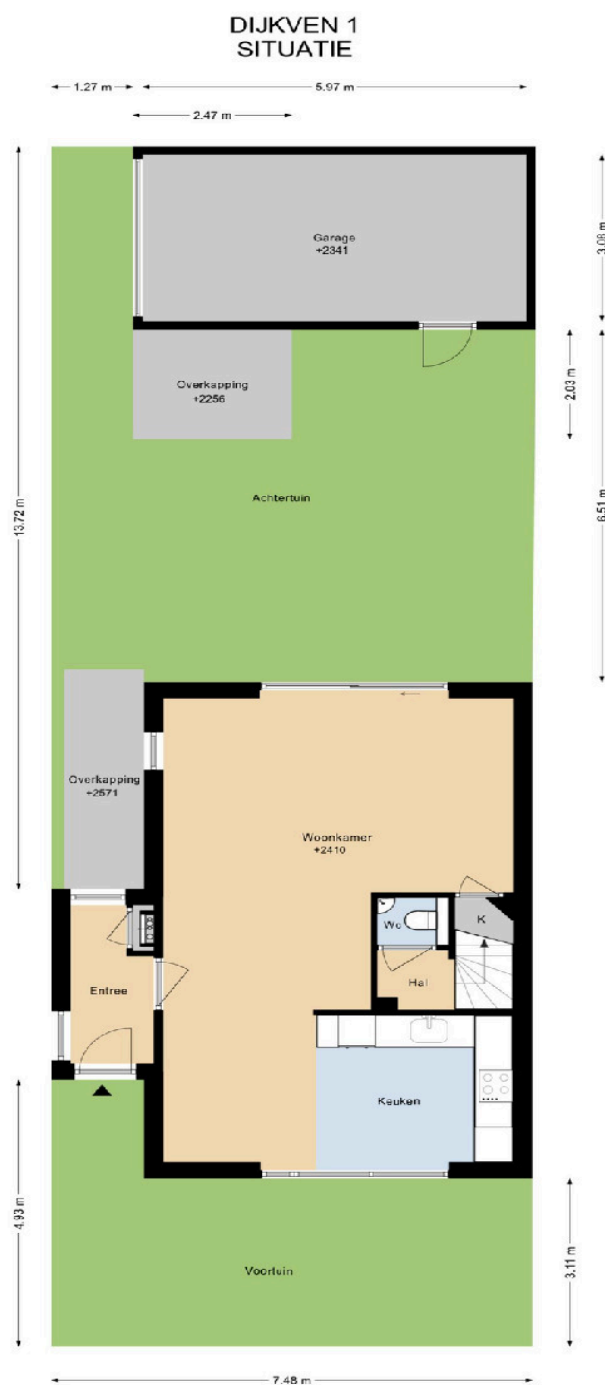 DIJKVEN 1
SITUATIE
1.27 m
5.97 m
2.47 m
Garage
+2341
3.08 m
Overkapping
+2256
2.03 m
Achtertuin
13.72 m
6.51 m
Overkapping
+2571
Woonkamer
+2410
Wc
K
Hal
Entree
Keuken
4.93 m
3.11 m
Voortuin
7.48 m